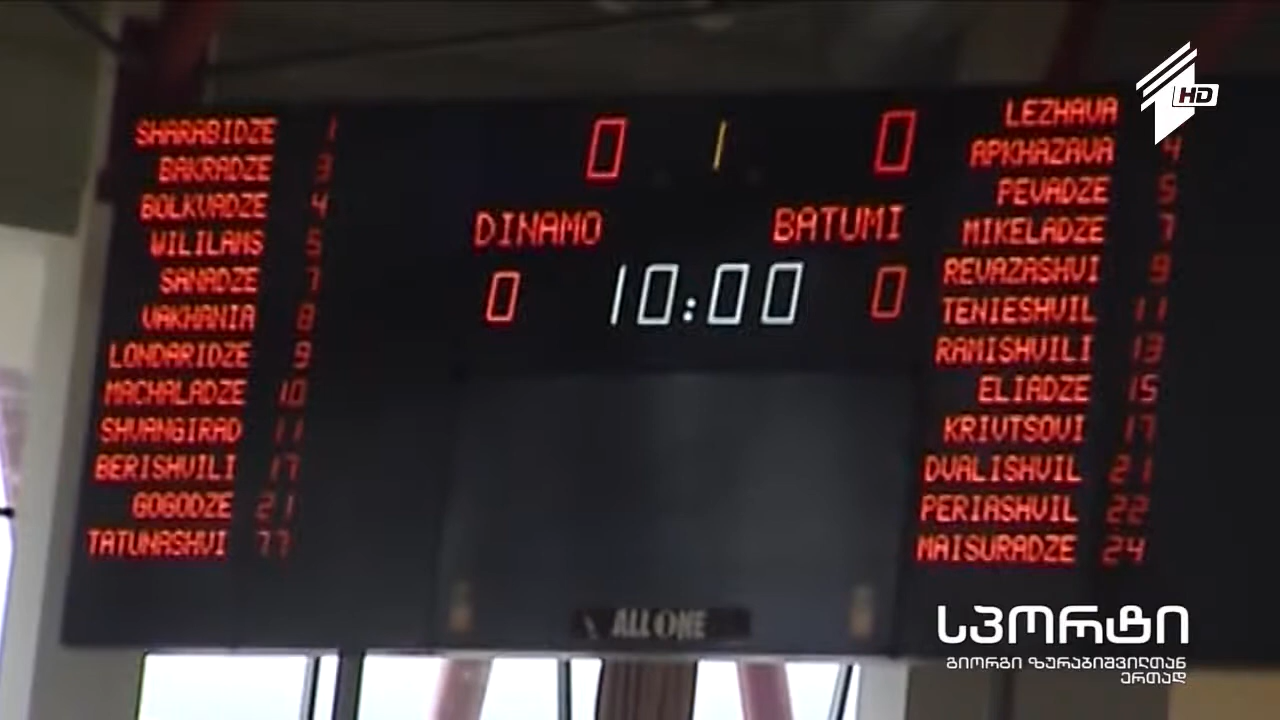 1 HD
0 1 0
DINAMO BATUMI
0 10:00 0
SHARABIDZE 1
BAKRADZE 3
BOLKVADZE 4
WILILAMS 5
SANADZE 7
VAKHANIA 8
LONDARIDZE 9
MACHALADZE 10
SHVANGIRAD 11
BERISHVILI 17
GOGODZE 21
TATUNASHVI 77
LEZHAVA
APKHAZAVA 4
PEVADZE 5
MIKELADZE 7
REVAZASHVI 9
TENIESHVIL 11
RAMISHVILI 13
ELIADZE 15
KRIVTSOVI 17
DVALISHVIL 21
PERIASHVIL 22
MAISURADZE 24
ALL ONE
სპორტი
გიორგი ზურაბიშვილთან
ერთად